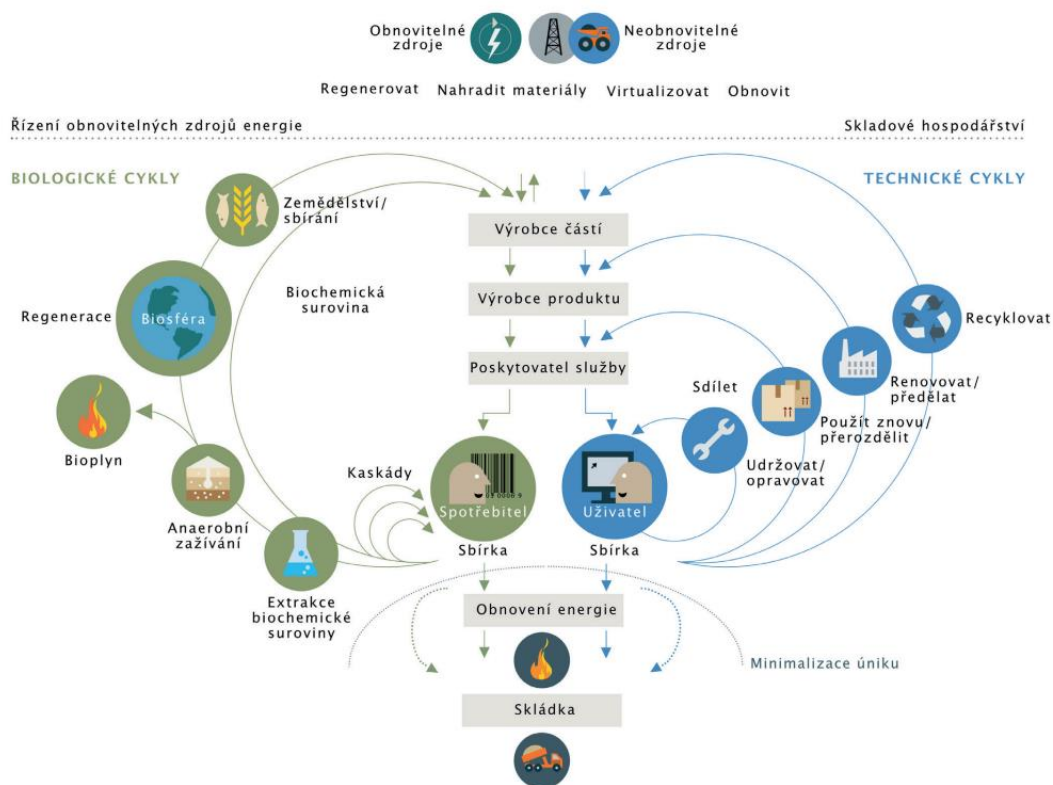 Obnovitelné
zdroje
Neobnovitelné
zdroje
Regenerovat Nahradit materiály Virtualizovat Obnovit
Řízení obnovitelných zdrojů energie
Skladové hospodářství
BIOLOGICKÉ CYKLY
TECHNICKÉ CYKLY
Zemědělství/
sbírání
Výrobce částí
Biochemická
surovina
Regenerace
Biosféra
Výrobce produktu
Recyklovat
Poskytovatel služby
Sdílet
Renovovat/
předělat
Použít znovu/
přerozdělit
Bioplyn
Kaskády
Udržovat/
opravovat
Spotřebitel
Uživatel
Anaerobní
zažívání
Sbírka
Sbírka
Extrakce
biochemické
suroviny
Obnovení energie
Minimalizace úniku
Skládka